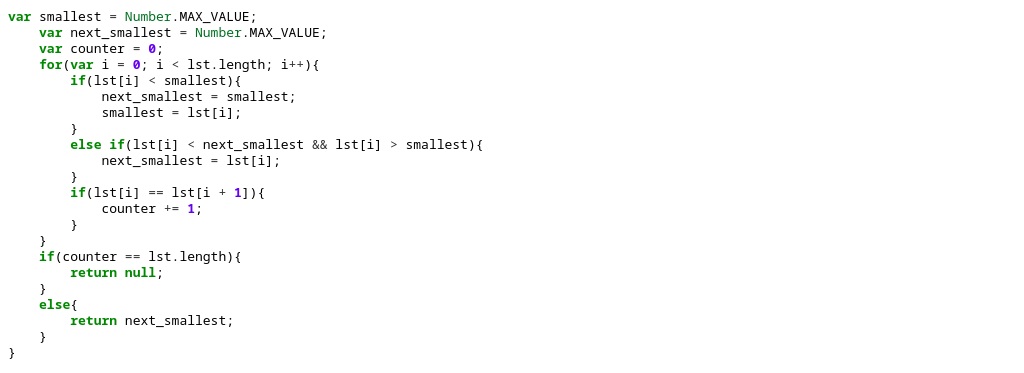 var smallest = Number.MAX_VALUE;
    var next_smallest = Number.MAX_VALUE;
    var counter = 0;
    for(var i = 0; i < lst.length; i++){
        if(lst[i] < smallest){
            next_smallest = smallest;
            smallest = lst[i];
        }
        else if(lst[i] < next_smallest && lst[i] > smallest){
            next_smallest = lst[i];
        }
        if(lst[i] == lst[i + 1]){
            counter += 1;
        }
    }
    if(counter == lst.length){
        return null;
    }
    else{
        return next_smallest;
    }
}